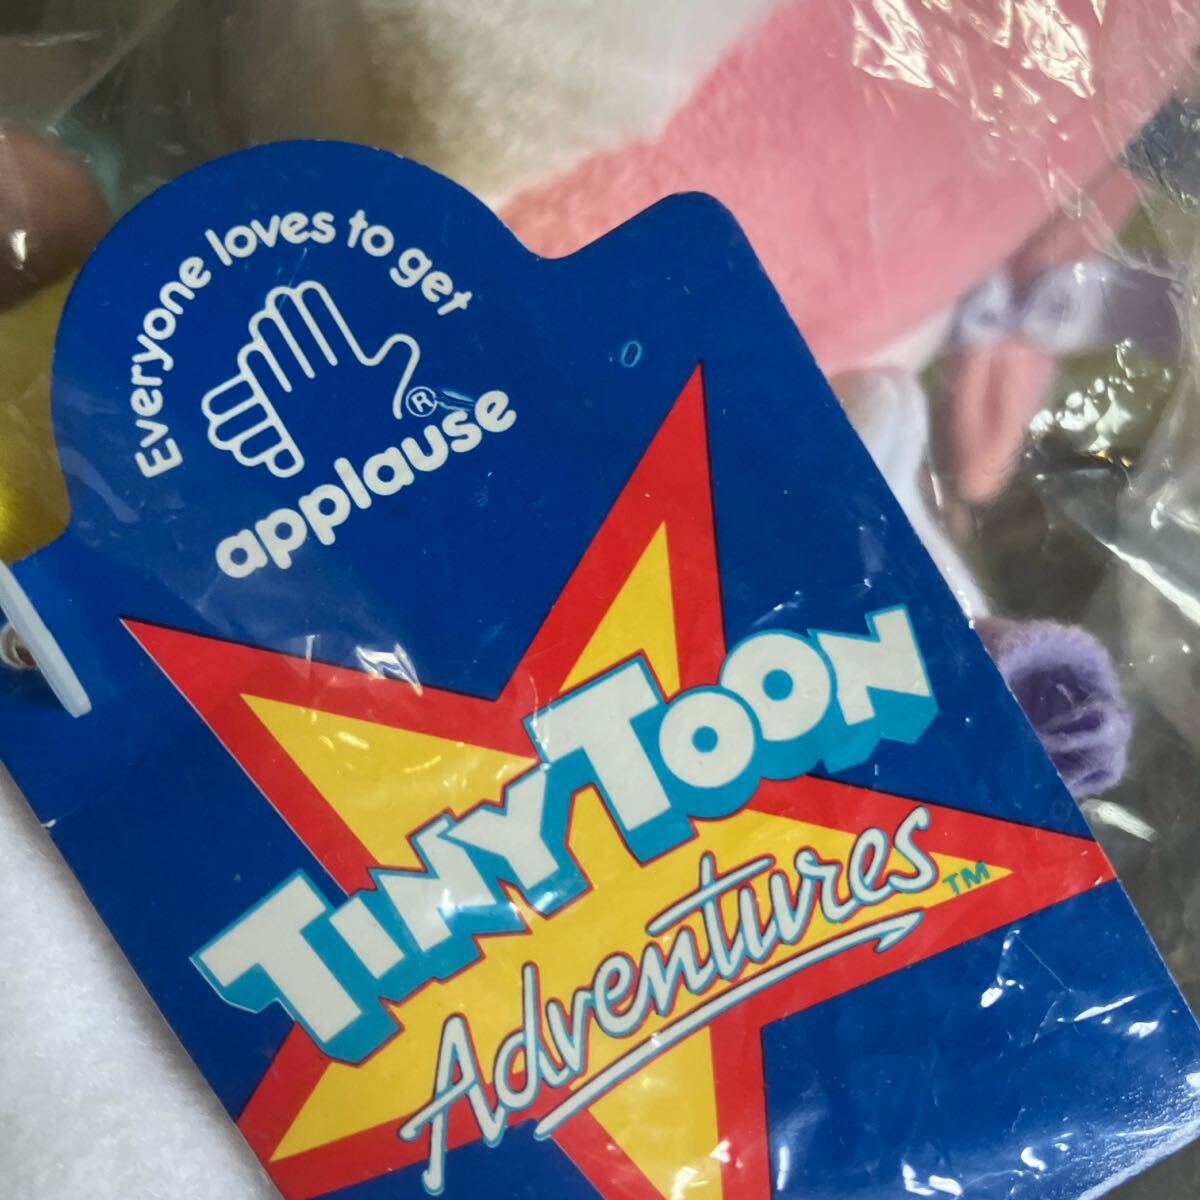 Everyone loves to get
®
applause
TINY TOON
Adventures TM